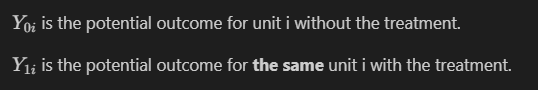 Y₀ᵢ is the potential outcome for unit i without the treatment.
Y₁ᵢ is the potential outcome for the same unit i with the treatment.